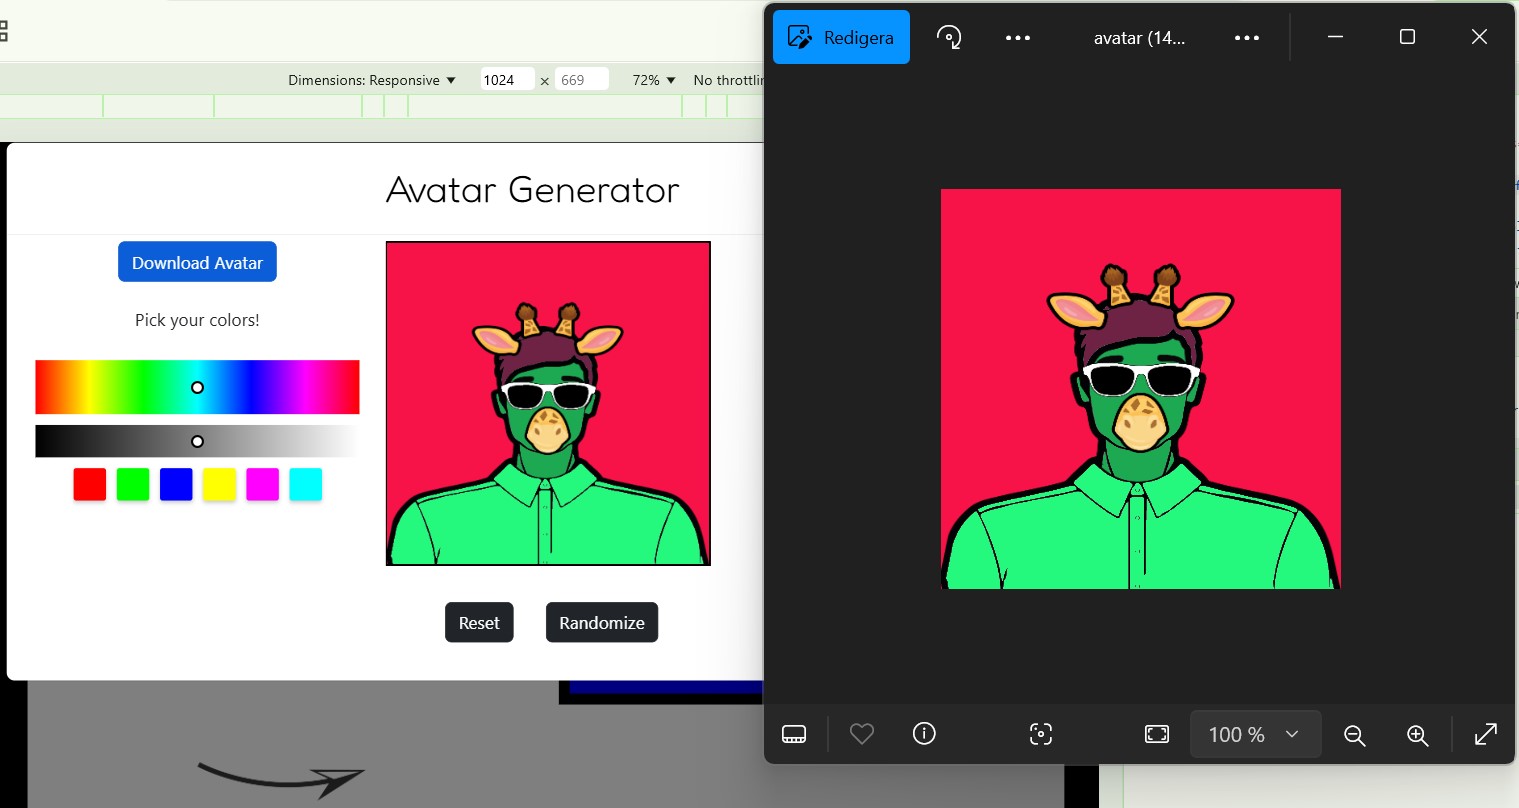 Dimensions: Responsive 1024 × 669 72% No throttlin
Avatar Generator
Download Avatar
Pick your colors!
Reset Randomize
Redigera avatar (14...
100 %